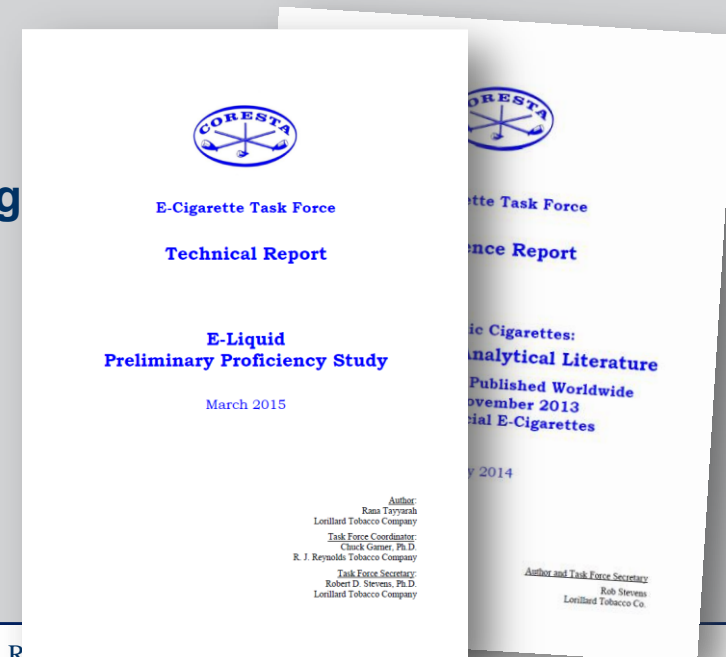 CORESTA
E-Cigarette Task Force
Technical Report
E-Liquid
Preliminary Proficiency Study
March 2015
Author:
Rana Tayyarah
Lorillard Tobacco Company
Task Force Coordinator:
Chuck Garner, Ph.D.
R. J. Reynolds Tobacco Company
Task Force Secretary:
Robert D. Stevens, Ph.D.
Lorillard Tobacco Company
ORESTA
tte Task Force
ence Report
ic Cigarettes:
Analytical Literature
Published Worldwide
ovember 2013
cial E-Cigarettes
y 2014
Author and Task Force Secretary
Rob Stevens
Lorillard Tobacco Co.
g
R